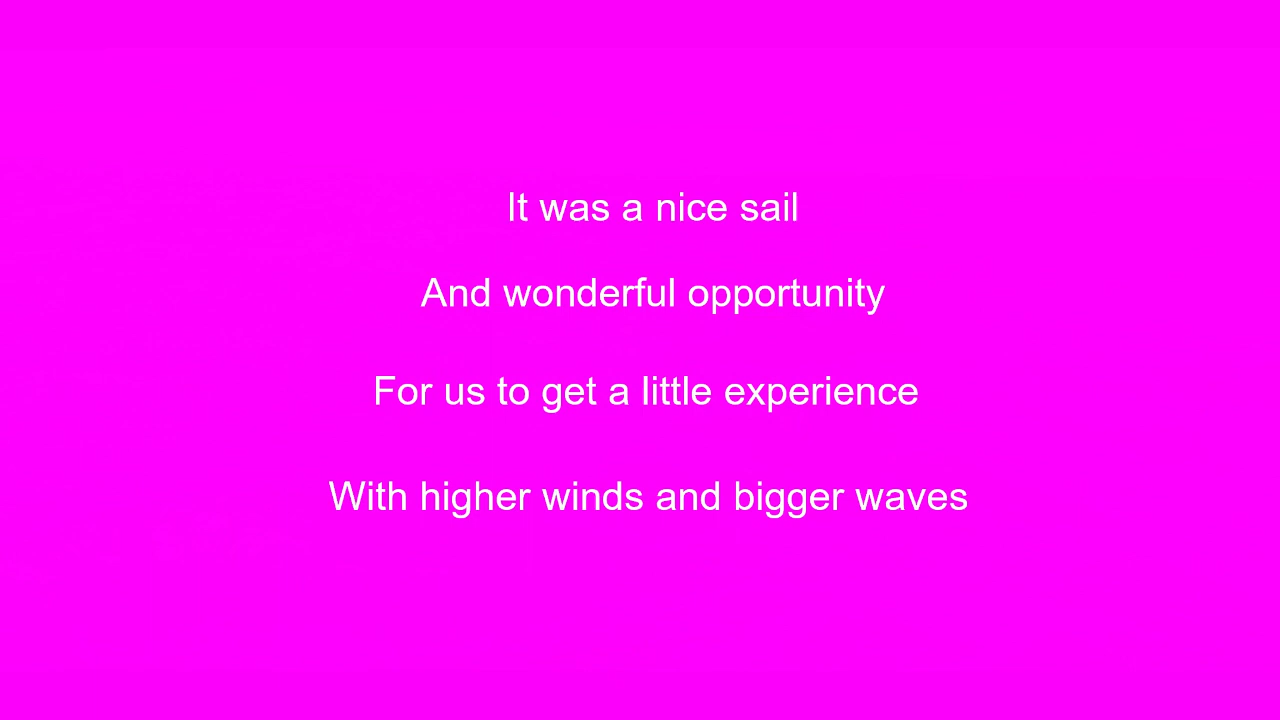 It was a nice sail
And wonderful opportunity
For us to get a little experience
With higher winds and bigger waves